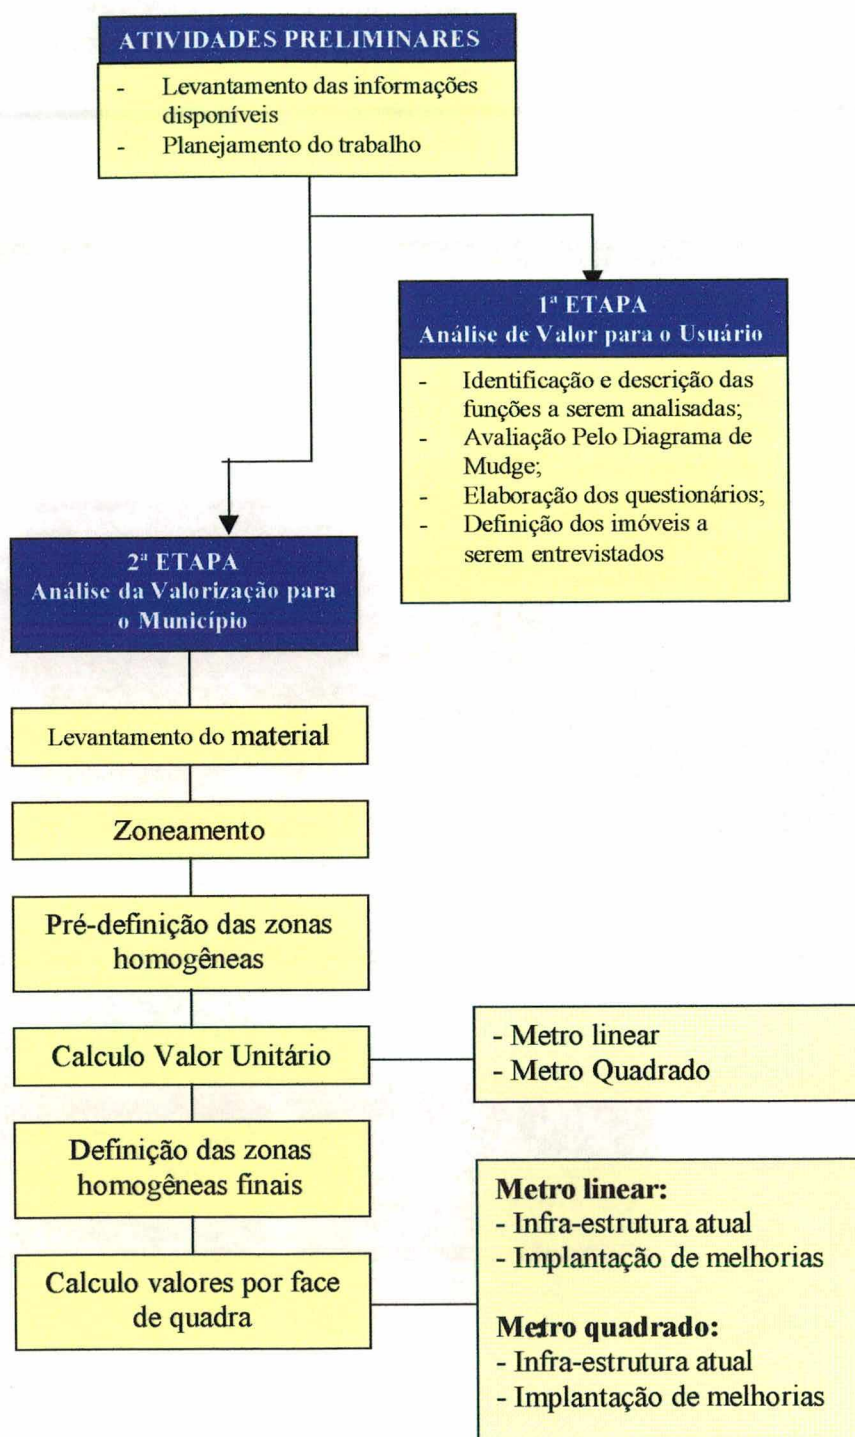 ATIVIDADES PRELIMINARES
- Levantamento das informações
disponíveis
- Planejamento do trabalho
1ª ETAPA
Análise de Valor para o Usuário
- Identificação e descrição das
funções a serem analisadas;
- Avaliação Pelo Diagrama de
Mudge;
- Elaboração dos questionários;
- Definição dos imóveis a
serem entrevistados
2ª ETAPA
Análise da Valorização para
o Município
Levantamento do material
Zoneamento
Pré-definição das zonas
homogêneas
Calculo Valor Unitário
- Metro linear
- Metro Quadrado
Definição das zonas
homogêneas finais
Calculo valores por face
de quadra
Metro linear:
- Infra-estrutura atual
- Implantação de melhorias
Metro quadrado:
- Infra-estrutura atual
- Implantação de melhorias